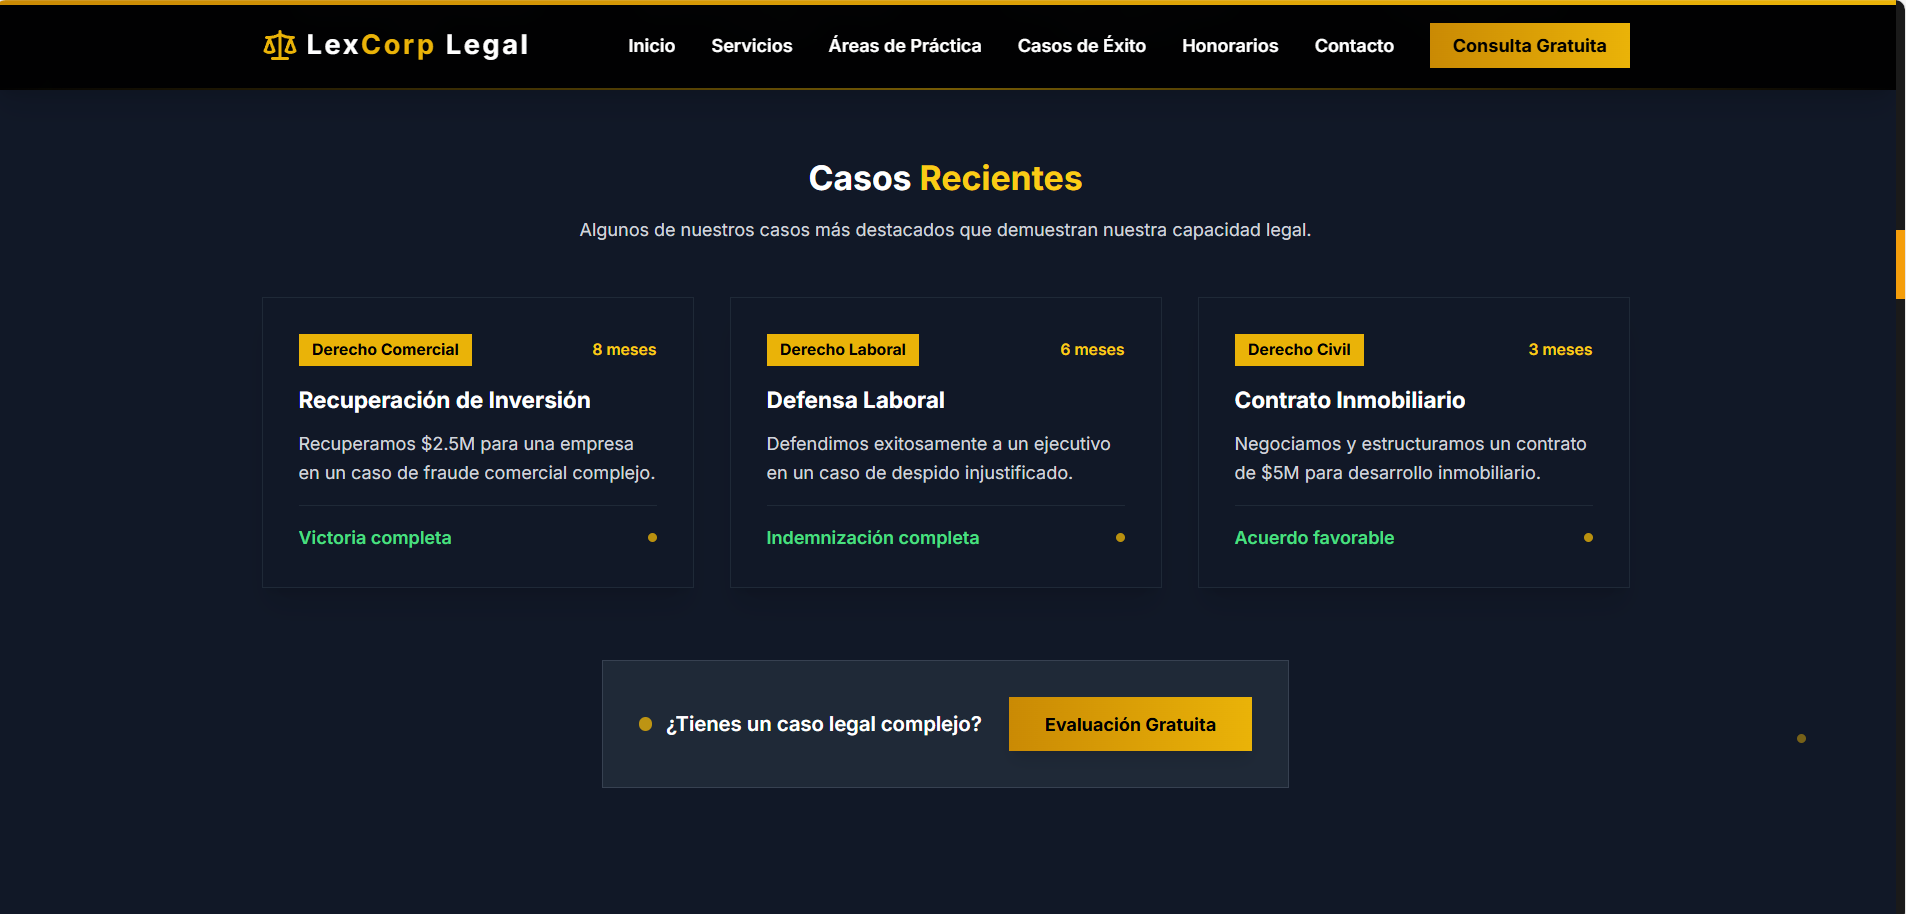 LexCorp Legal
Inicio
Servicios
Áreas de Práctica
Casos de Éxito
Honorarios
Contacto
Consulta Gratuita
Casos Recientes
Algunos de nuestros casos más destacados que demuestran nuestra capacidad legal.
Derecho Comercial
8 meses
Recuperación de Inversión
Recuperamos $2.5M para una empresa
en un caso de fraude comercial complejo.
Victoria completa
Derecho Laboral
6 meses
Defensa Laboral
Defendimos exitosamente a un ejecutivo
en un caso de despido injustificado.
Indemnización completa
Derecho Civil
3 meses
Contrato Inmobiliario
Negociamos y estructuramos un contrato
de $5M para desarrollo inmobiliario.
Acuerdo favorable
¿Tienes un caso legal complejo?
Evaluación Gratuita